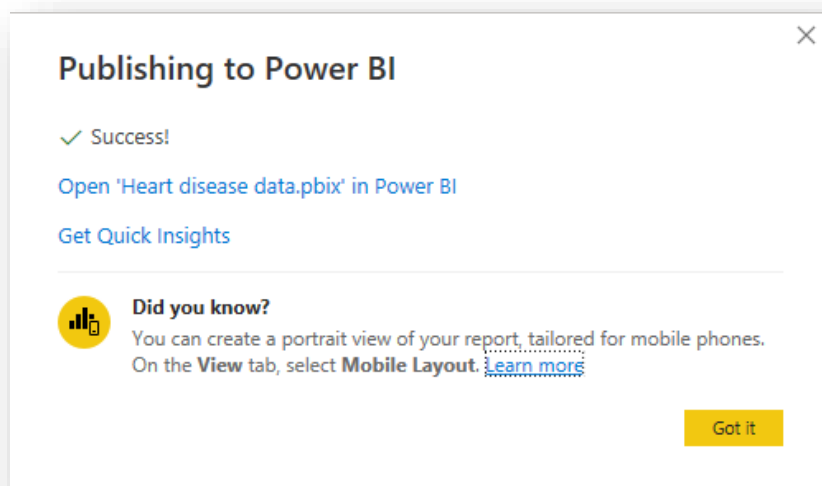 Publishing to Power BI
Success!
Open 'Heart disease data.pbix' in Power BI
Get Quick Insights
Did you know?
You can create a portrait view of your report, tailored for mobile phones.
On the View tab, select Mobile Layout. Learn more
Got it